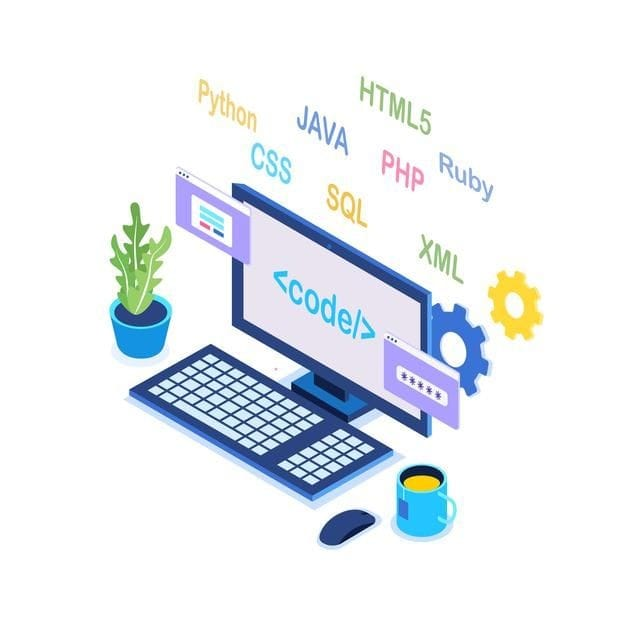 Python
JAVA
HTML5
CSS
PHP
Ruby
SQL
XML
<code/>
*****